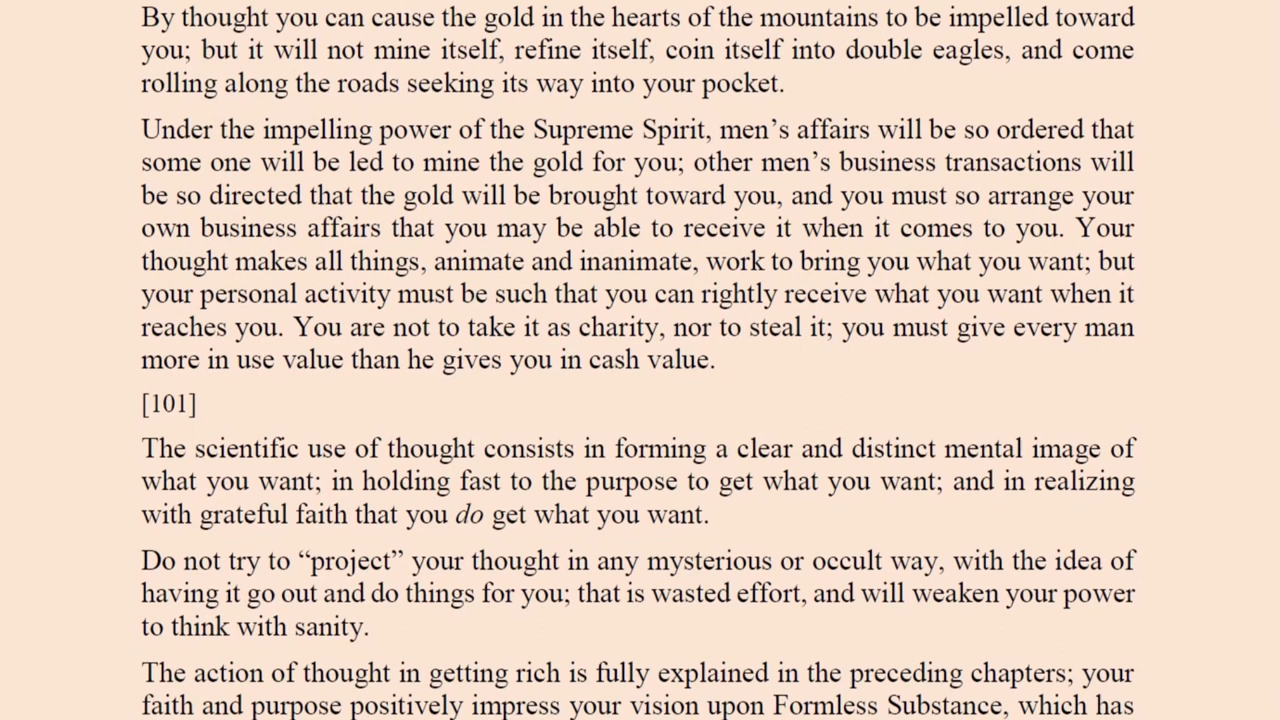 By thought you can cause the gold in the hearts of the mountains to be impelled toward
you; but it will not mine itself, refine itself, coin itself into double eagles, and come
rolling along the roads seeking its way into your pocket.
Under the impelling power of the Supreme Spirit, men’s affairs will be so ordered that
some one will be led to mine the gold for you; other men’s business transactions will
be so directed that the gold will be brought toward you, and you must so arrange your
own business affairs that you may be able to receive it when it comes to you. Your
thought makes all things, animate and inanimate, work to bring you what you want; but
your personal activity must be such that you can rightly receive what you want when it
reaches you. You are not to take it as charity, nor to steal it; you must give every man
more in use value than he gives you in cash value.
[101]
The scientific use of thought consists in forming a clear and distinct mental image of
what you want; in holding fast to the purpose to get what you want; and in realizing
with grateful faith that you do get what you want.
Do not try to “project” your thought in any mysterious or occult way, with the idea of
having it go out and do things for you; that is wasted effort, and will weaken your power
to think with sanity.
The action of thought in getting rich is fully explained in the preceding chapters; your
faith and purpose positively impress your vision upon Formless Substance, which has